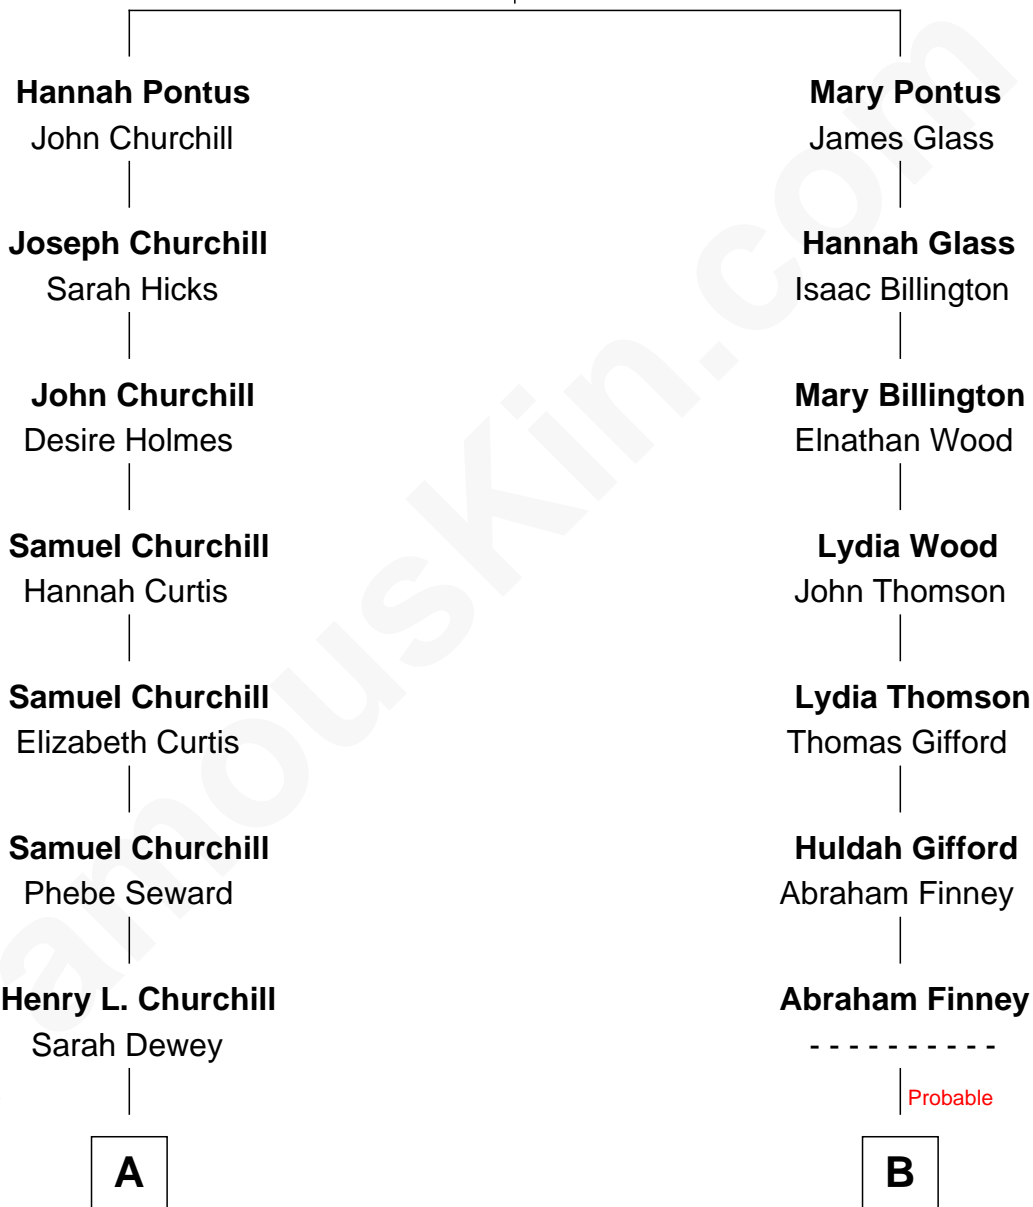 Hannah Pontus
John Churchill
Joseph Churchill
Sarah Hicks
John Churchill
Desire Holmes
Samuel Churchill
Hannah Curtis
Samuel Churchill
Elizabeth Curtis
Samuel Churchill
Phebe Seward
Henry L. Churchill
Sarah Dewey
A
Mary Pontus
James Glass
Hannah Glass
Isaac Billington
Mary Billington
Elnathan Wood
Lydia Wood
John Thomson
Lydia Thomson
Thomas Gifford
Huldah Gifford
Abraham Finney
Abraham Finney
- - - - - - - - - -
Probable
B
amouskin.com